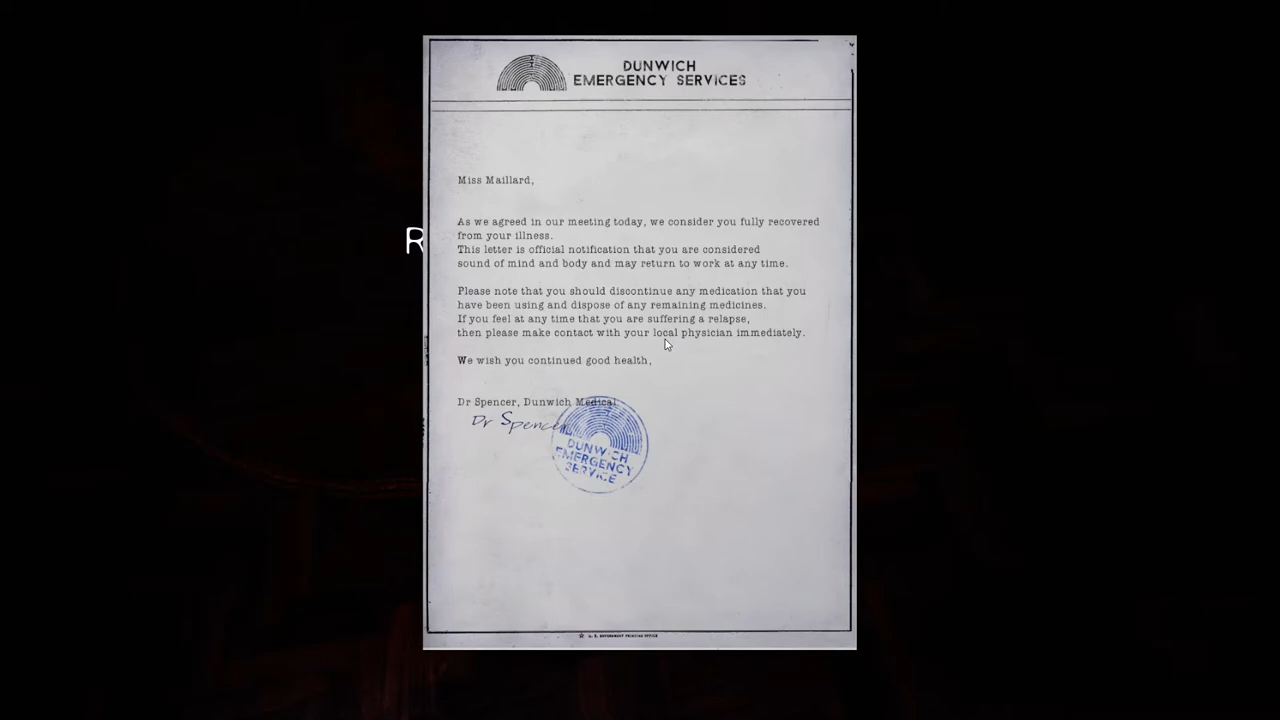 DUNWICH
EMERGENCY SERVICES
Miss Maillard,
As we agreed in our meeting today, we consider you fully recovered
from your illness.
This letter is official notification that you are considered
sound of mind and body and may return to work at any time.
Please note that you should discontinue any medication that you
have been using and dispose of any remaining medicines.
If you feel at any time that you are suffering a relapse,
then please make contact with your local physician immediately.
We wish you continued good health,
Dr Spencer, Dunwich Medical
Dr Spencer
DUNWICH
EMERGENCY
SERVICE
R
U. S. GOVERNMENT PRINTING OFFICE